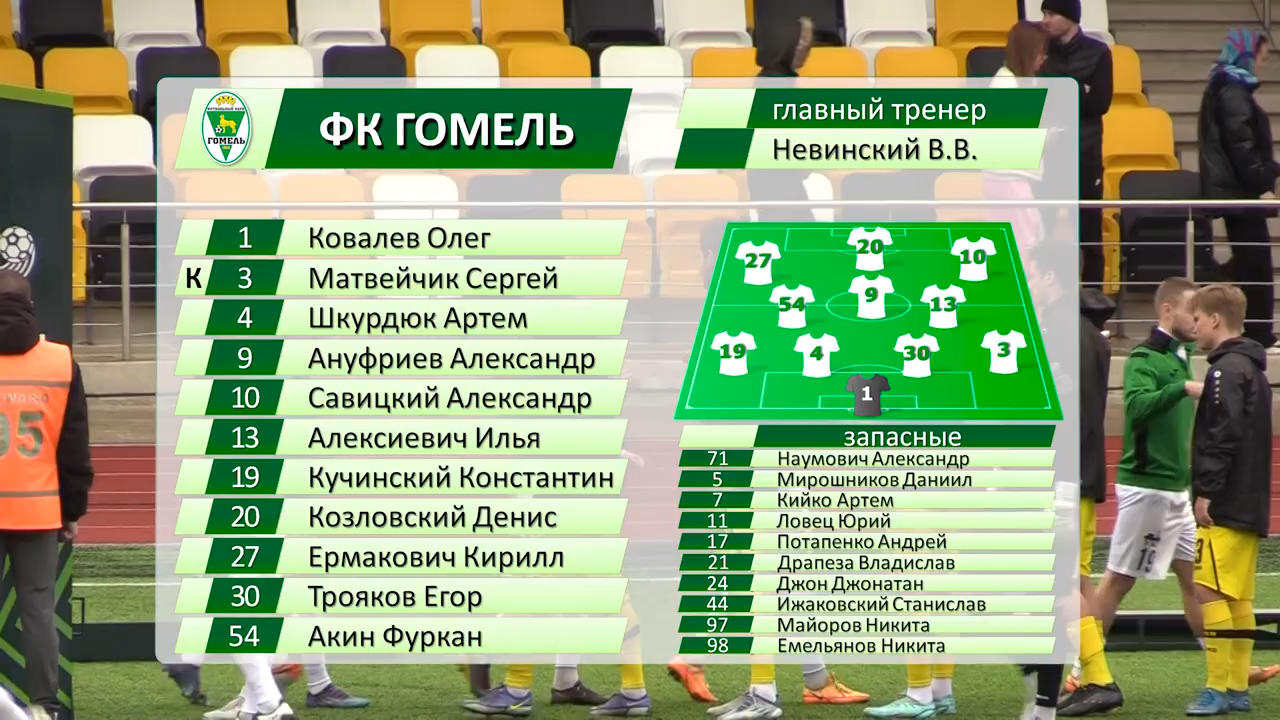 ФК ГОМЕЛЬ
ГОМЕЛЬ
главный тренер
Невинский В.В.
1 Ковалев Олег
К 3 Матвейчик Сергей
4 Шкурдюк Артем
9 Ануфриев Александр
10 Савицкий Александр
13 Алексиевич Илья
19 Кучинский Константин
20 Козловский Денис
27 Ермакович Кирилл
30 Трояков Егор
54 Акин Фуркан
27 20 10
54 9 13
19 4 30 3
1
запасные
71 Наумович Александр
5 Мирошников Даниил
7 Кийко Артем
11 Ловец Юрий
17 Потапенко Андрей
21 Драпеза Владислав
24 Джон Джонатан
44 Ижаковский Станислав
97 Майоров Никита
98 Емельянов Никита
95
19